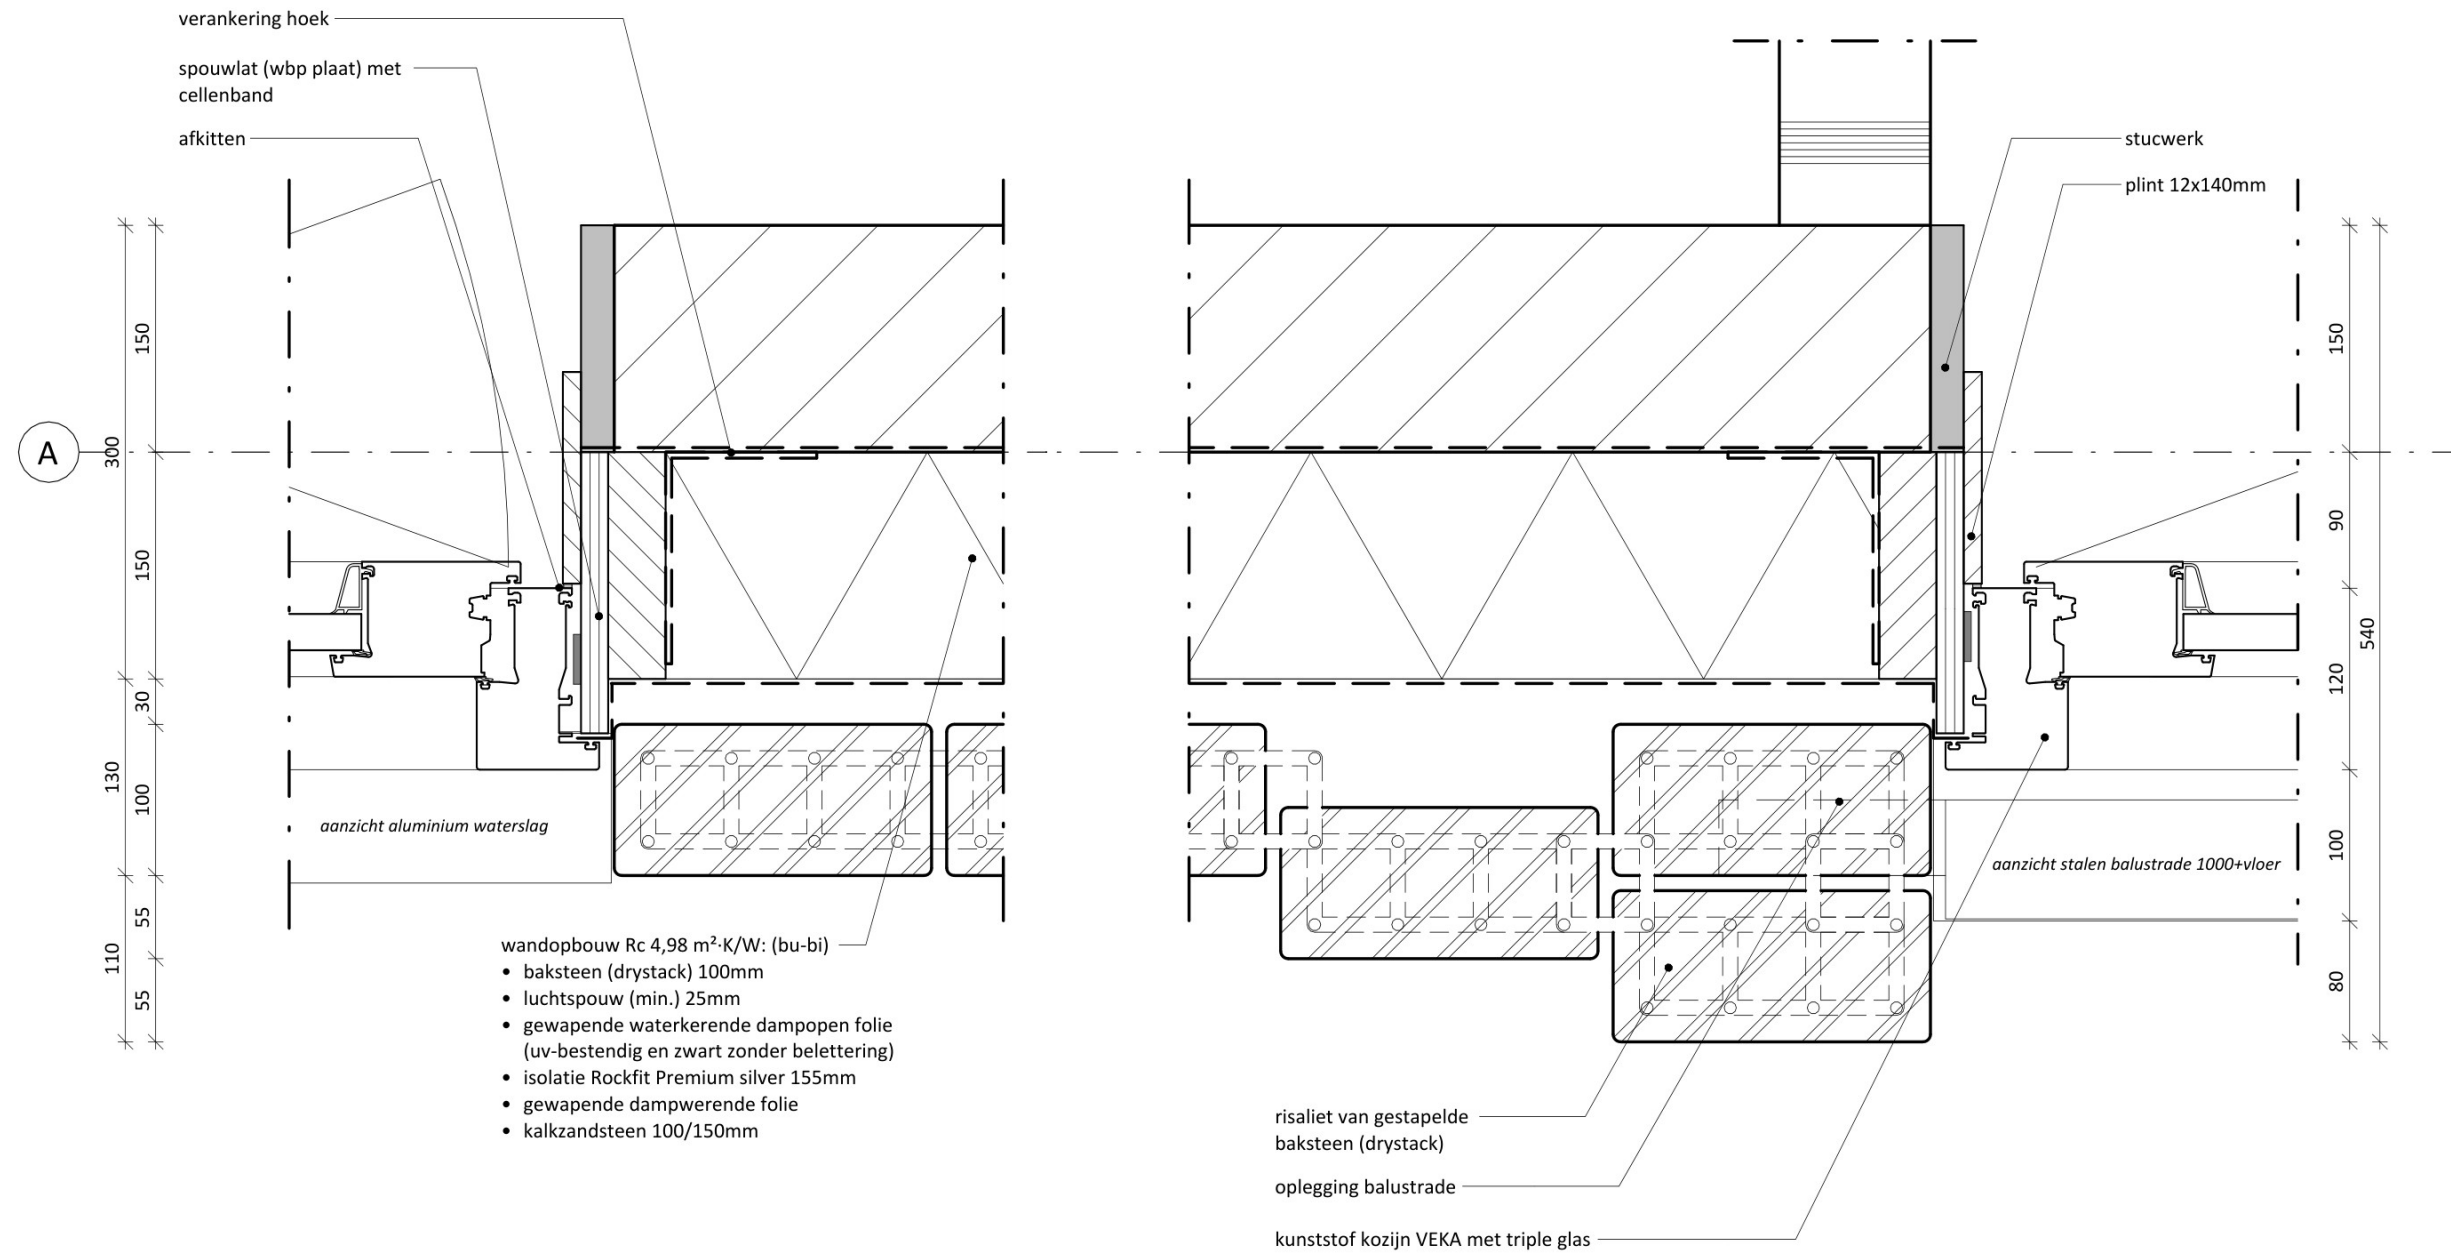 verankering hoek
spouwlat (wbp plaat) met
cellenband
afkitten
stucwerk
plint 12x140mm
A
300
130
110
150
150
30
100
55
55
150
90
120
100
80
540
aanzicht aluminium waterslag
aanzicht stalen balustrade 1000+vloer
wandopbouw Rc 4,98 m²·K/W: (bu-bi)
• baksteen (drystack) 100mm
• luchtspouw (min.) 25mm
• gewapende waterkerende dampopen folie
(uv-bestendig en zwart zonder belettering)
• isolatie Rockfit Premium silver 155mm
• gewapende dampwerende folie
• kalkzandsteen 100/150mm
risaliet van gestapelde
baksteen (drystack)
oplegging balustrade
kunststof kozijn VEKA met triple glas